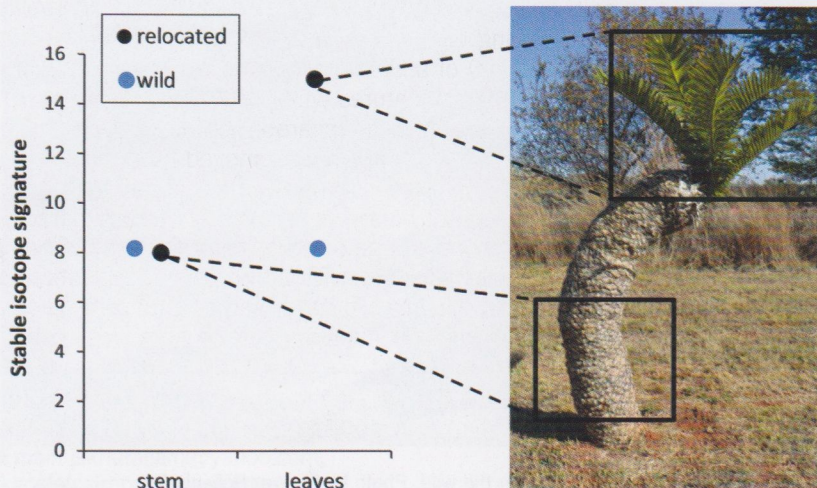 relocated
wild
Stable isotope signature
16
14
12
10
8
6
4
2
0
stem
leaves